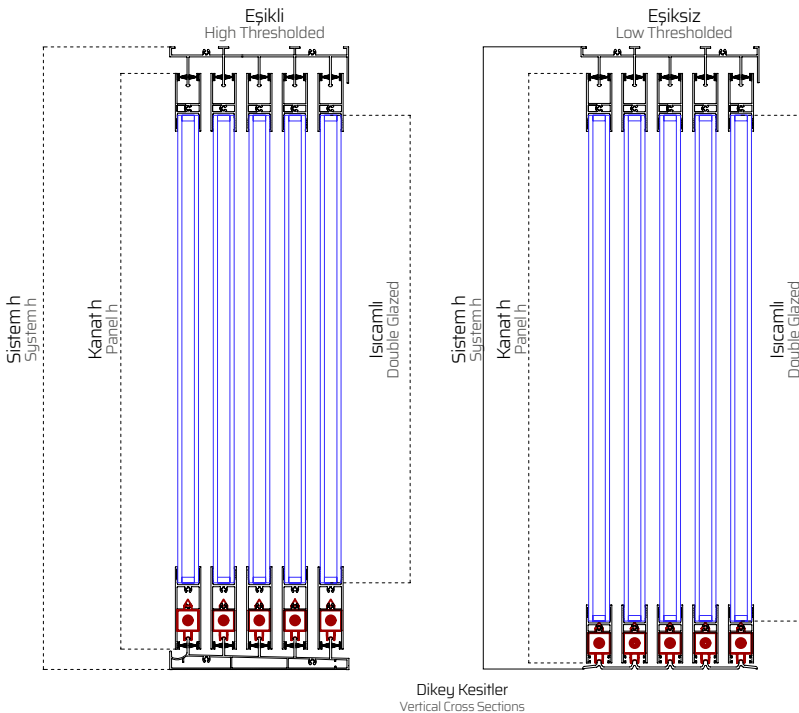 Eşikli
High Thresholded
Sistem h
System h
Kanat h
Panel h
Isıcamlı
Double Glazed
Eşiksiz
Low Thresholded
Sistem h
System h
Kanat h
Panel h
Isıcamlı
Double Glazed
Dikey Kesitler
Vertical Cross Sections